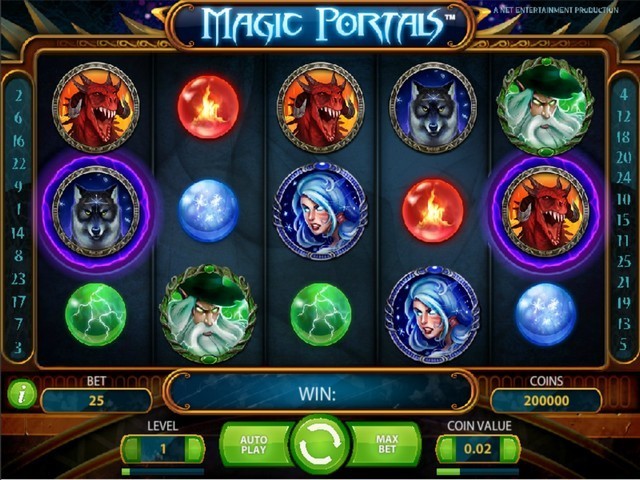 MAGIC PORTALS™
A NET ENTERTAINMENT PRODUCTION
2
6
16
22
9
1
14
8
23
17
7
3
4
12
18
20
24
10
15
11
25
21
19
13
5
BET
25
WIN:
COINS
200000
i
LEVEL
1
AUTO
PLAY
MAX
BET
COIN VALUE
0.02